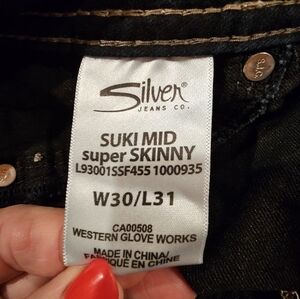 Silver®
JEANS CO.
SUKI MID
super SKINNY
L93001SSF455 1000935
W30/L31
CA00508
WESTERN GLOVE WORKS
MADE IN CHINA/
FABRIQUÉ EN CHINE